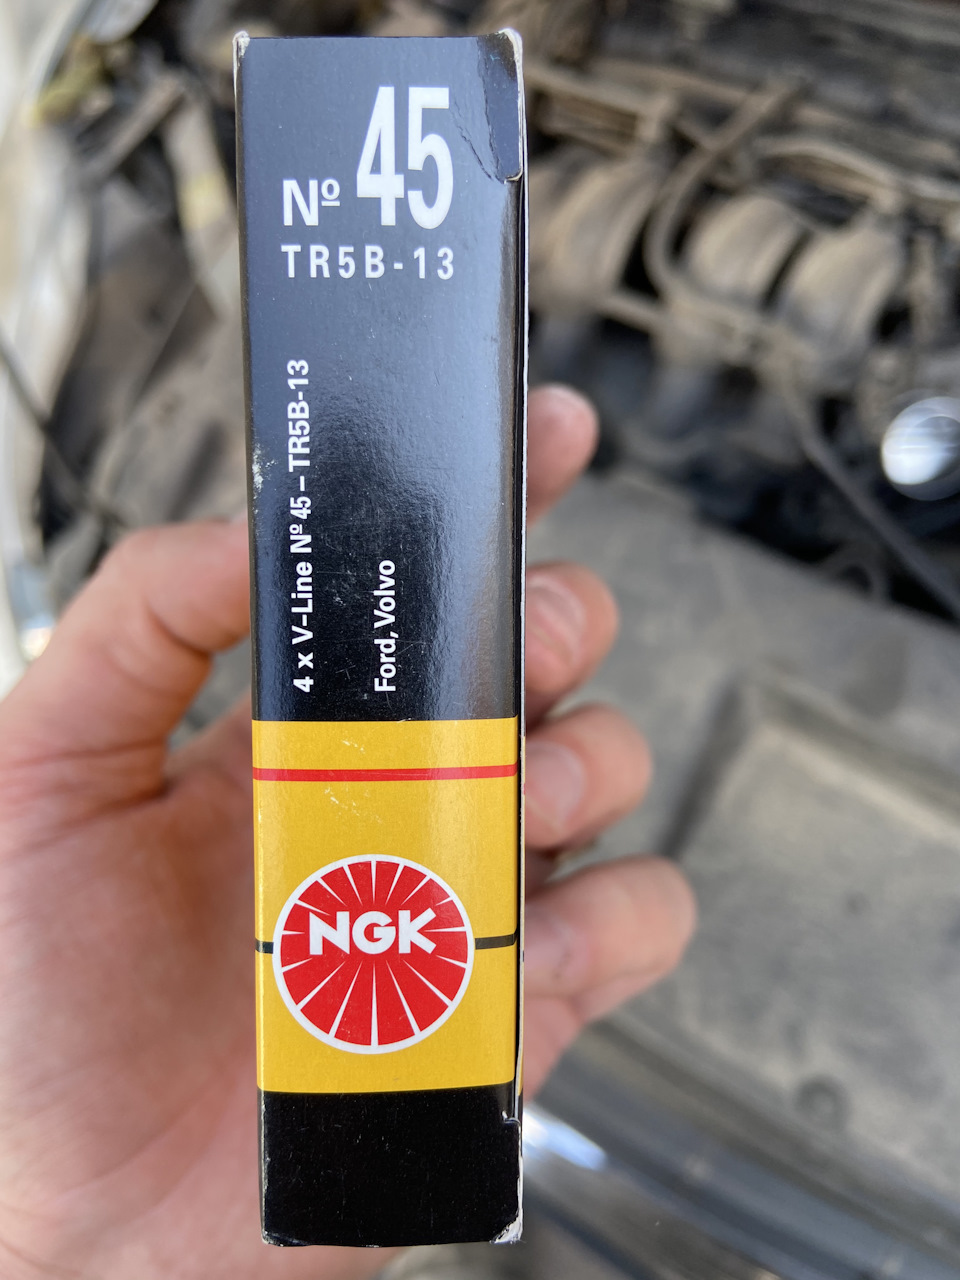 Nº 45
TR5B-13
4 x V-Line Nº 45 – TR5B-13
Ford, Volvo
NGK